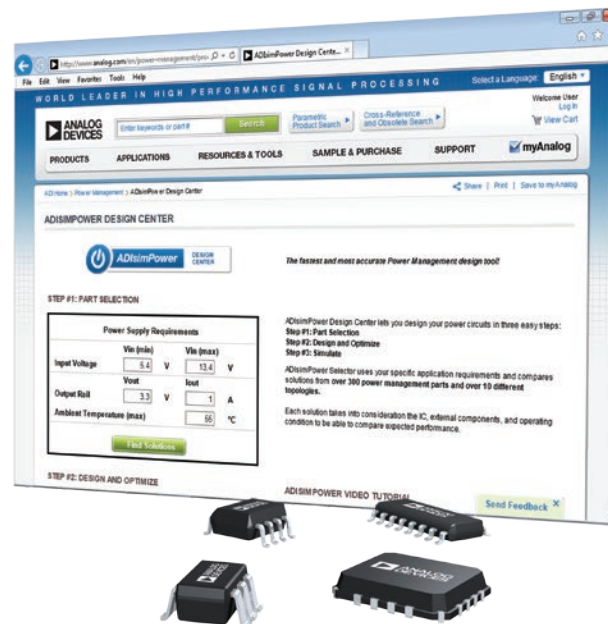 http://www.analog.com/en/power-management/pro
ADIsimPower Design Cente...
File Edit View Favorites Tools Help
WORLD LEADER IN HIGH PERFORMANCE SIGNAL PROCESSING
Select a Language: English
Welcome User
Log In
ANALOG DEVICES
Enter keywords or part#
Search
Parametric Product Search
Cross-Reference and Obsolete Search
View Cart
PRODUCTS APPLICATIONS RESOURCES & TOOLS SAMPLE & PURCHASE SUPPORT myAnalog
ADI Home > Power Management > ADIsimPower Design Center
Share | Print | Save to myAnalog
ADISIMPOWER DESIGN CENTER
ADIsimPower DESIGN CENTER
The fastest and most accurate Power Management design tool!
STEP #1: PART SELECTION
Power Supply Requirements
Vin (min) Vin (max)
Input Voltage 5.4 V 13.4 V
Vout Iout
Output Rail 3.3 V 1 A
Ambient Temperature (max) 55 °C
Find Solutions
ADIsimPower Design Center lets you design your power circuits in three easy steps:
Step #1: Part Selection
Step #2: Design and Optimize
Step #3: Simulate
ADIsimPower Selector uses your specific application requirements and compares
solutions from over 300 power management parts and over 10 different
topologies.
Each solution takes into consideration the IC, external components, and operating
condition to be able to compare expected performance.
STEP #2: DESIGN AND OPTIMIZE
ADISIMPOWER VIDEO TUTORIAL
Send Feedback X
ANALOG DEVICES
ANALOG DEVICES
ANALOG DEVICES
ANALOG DEVICES